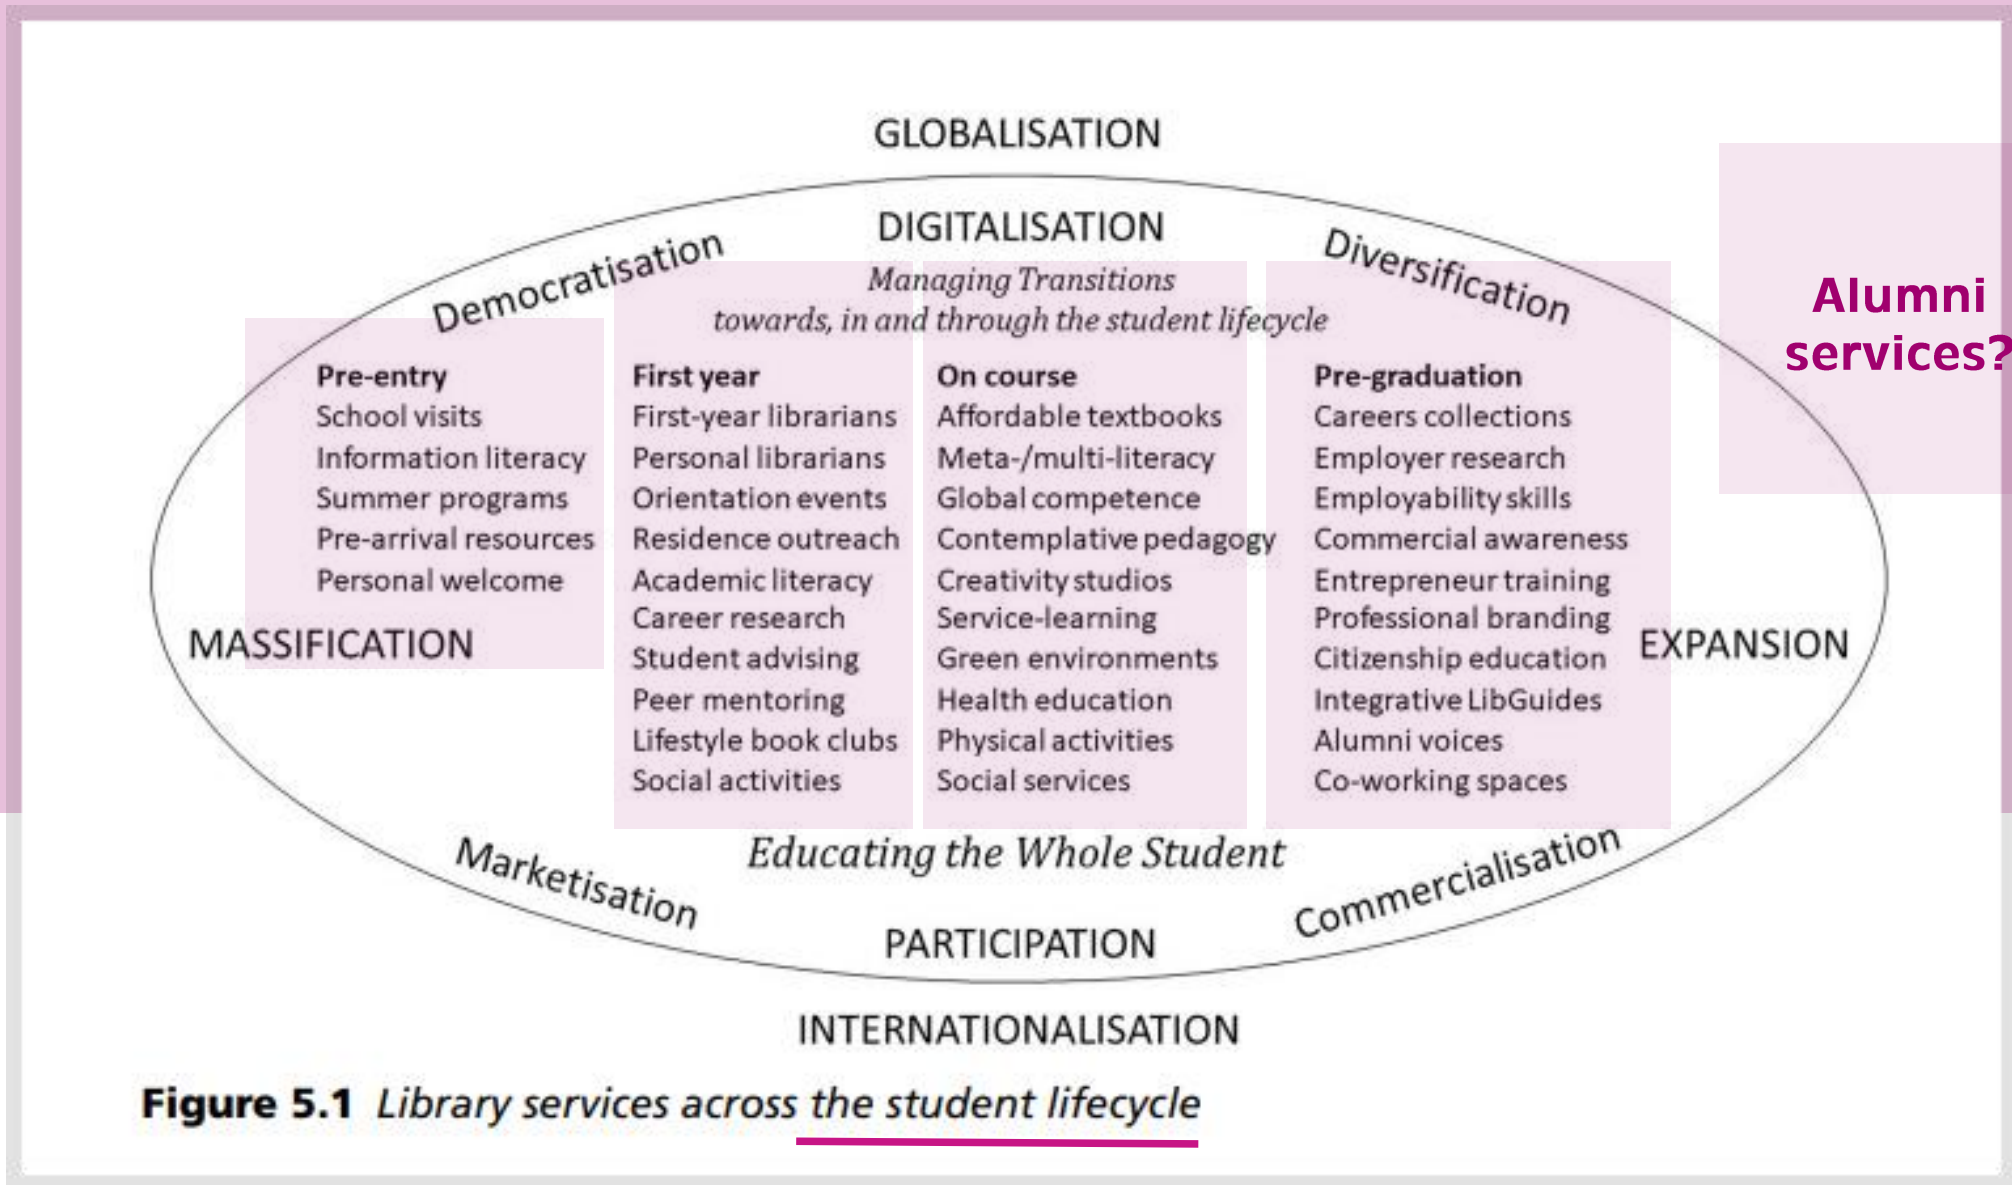 GLOBALISATION
DIGITALISATION
Democratisation
Diversification
Managing Transitions
towards, in and through the student lifecycle
Alumni
services?
Pre-entry
School visits
Information literacy
Summer programs
Pre-arrival resources
Personal welcome
First year
First-year librarians
Personal librarians
Orientation events
Residence outreach
Academic literacy
Career research
Student advising
Peer mentoring
Lifestyle book clubs
Social activities
On course
Affordable textbooks
Meta-/multi-literacy
Global competence
Contemplative pedagogy
Creativity studios
Service-learning
Green environments
Health education
Physical activities
Social services
Pre-graduation
Careers collections
Employer research
Employability skills
Commercial awareness
Entrepreneur training
Professional branding
Citizenship education
Integrative LibGuides
Alumni voices
Co-working spaces
MASSIFICATION
EXPANSION
Marketisation
Educating the Whole Student
Commercialisation
PARTICIPATION
INTERNATIONALISATION
Figure 5.1 Library services across the student lifecycle